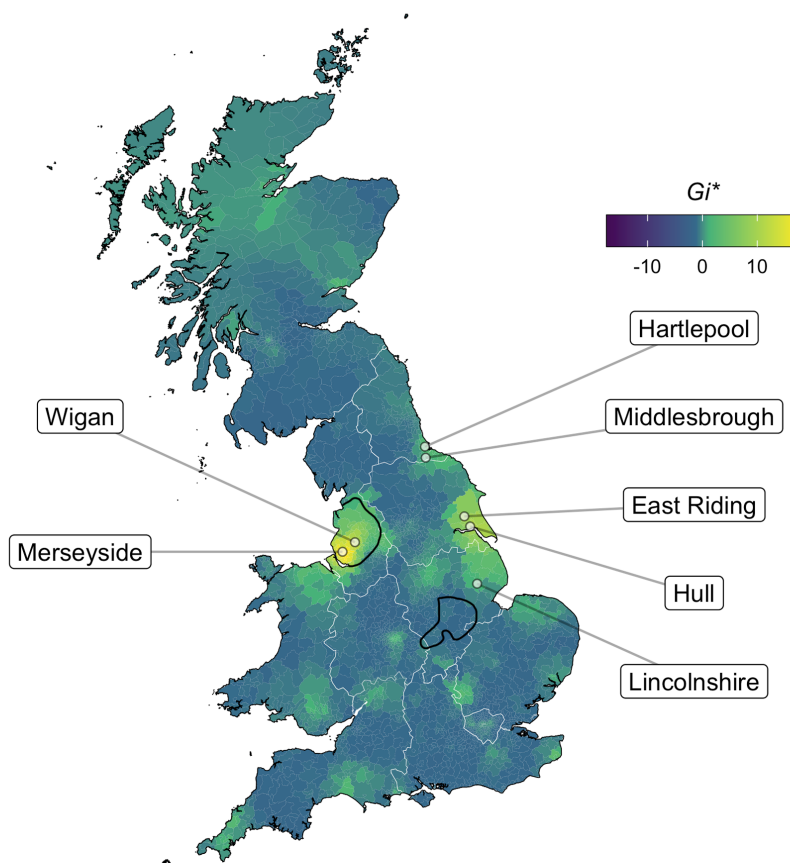 Gi*
-10 0 10
Hartlepool
Wigan
Middlesbrough
East Riding
Merseyside
Hull
Lincolnshire